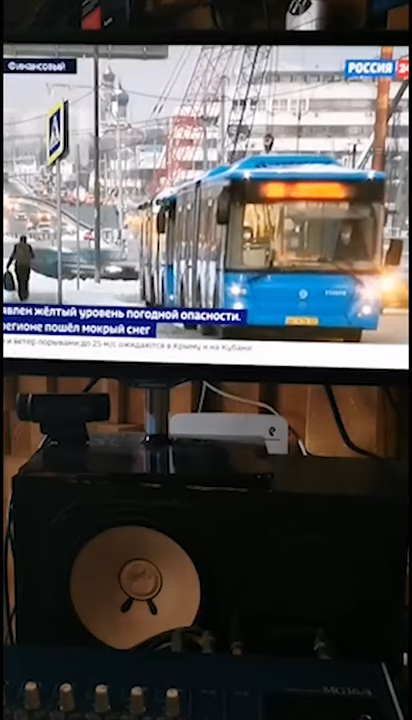 Финансовый
РОССИЯ 24
явлен жёлтый уровень погодной опасности.
регионе пошёл мокрый снег
и ветер порывами до 25 м/с ожидаются в Крыму и на Кубани
MG16/4